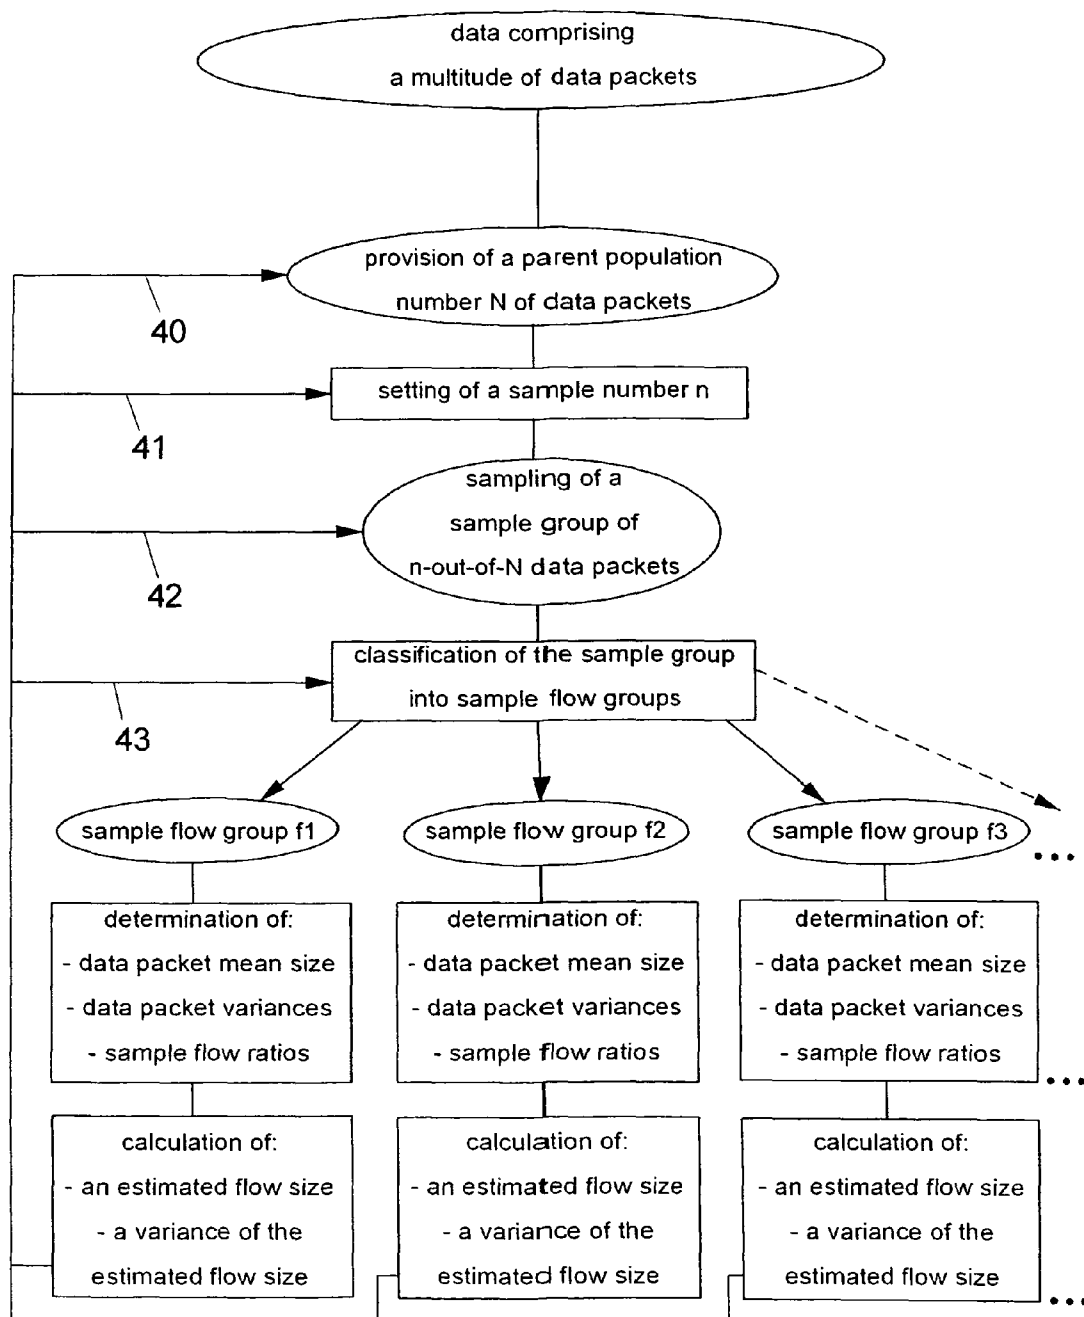 data comprising
a multitude of data packets
provision of a parent population
number N of data packets
40
setting of a sample number n
41
sampling of a
sample group of
n-out-of-N data packets
42
classification of the sample group
into sample flow groups
43
sample flow group f1
sample flow group f2
sample flow group f3
...
determination of:
- data packet mean size
- data packet variances
- sample flow ratios
determination of:
- data packet mean size
- data packet variances
- sample flow ratios
determination of:
- data packet mean size
- data packet variances
- sample flow ratios
...
calculation of:
- an estimated flow size
- a variance of the
estimated flow size
calculation of:
- an estimated flow size
- a variance of the
estimated flow size
calculation of:
- an estimated flow size
- a variance of the
estimated flow size
...